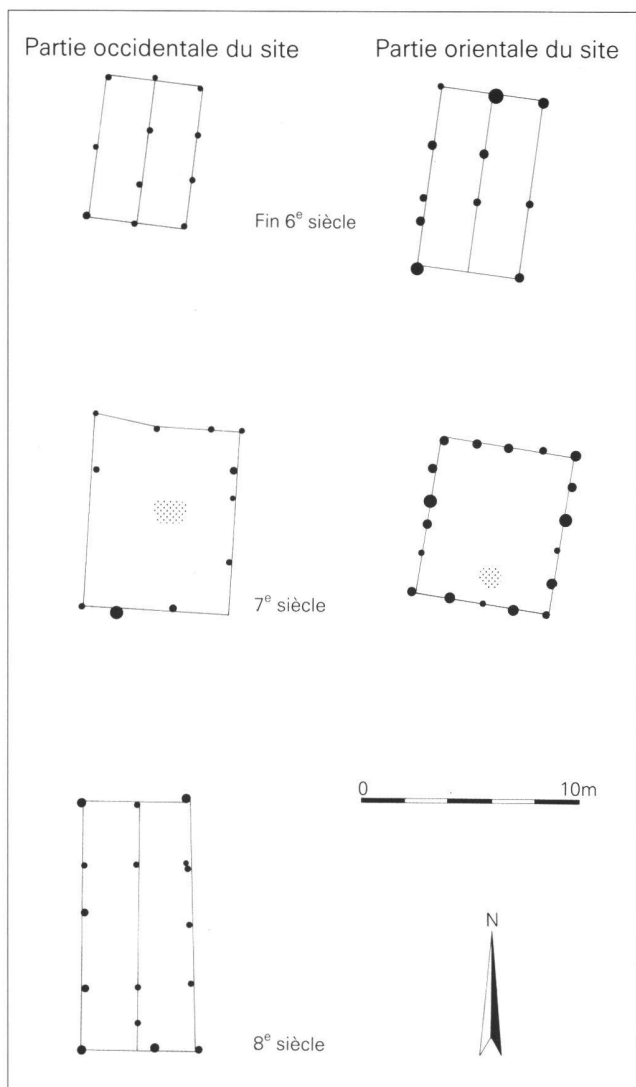 Partie occidentale du site
Partie orientale du site
Fin 6e siècle
7e siècle
0 10m
N
8e siècle